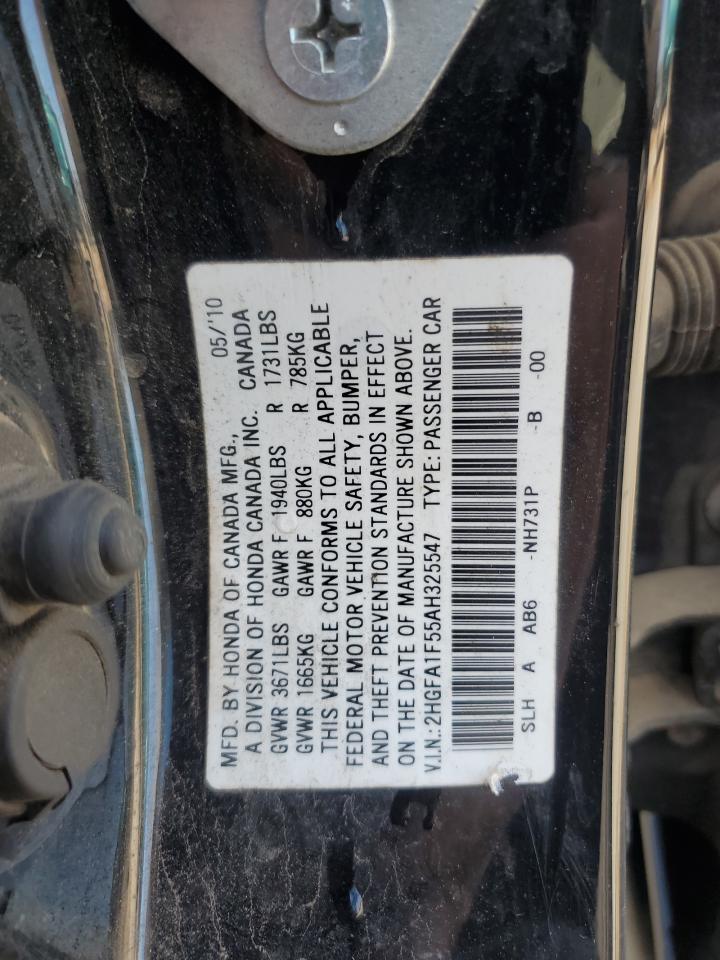 MFD. BY HONDA OF CANADA MFG., 05/'10
A DIVISION OF HONDA CANADA INC. CANADA
GVWR 3671LBS GAWR F 1940LBS R 1731LBS
GVWR 1665KG GAWR F 880KG R 785KG
THIS VEHICLE CONFORMS TO ALL APPLICABLE
FEDERAL MOTOR VEHICLE SAFETY, BUMPER,
AND THEFT PREVENTION STANDARDS IN EFFECT
ON THE DATE OF MANUFACTURE SHOWN ABOVE.
V.I.N.: 2HGFA1F55AH325547 TYPE: PASSENGER CAR
SLH A AB6 -NH731P -B -00